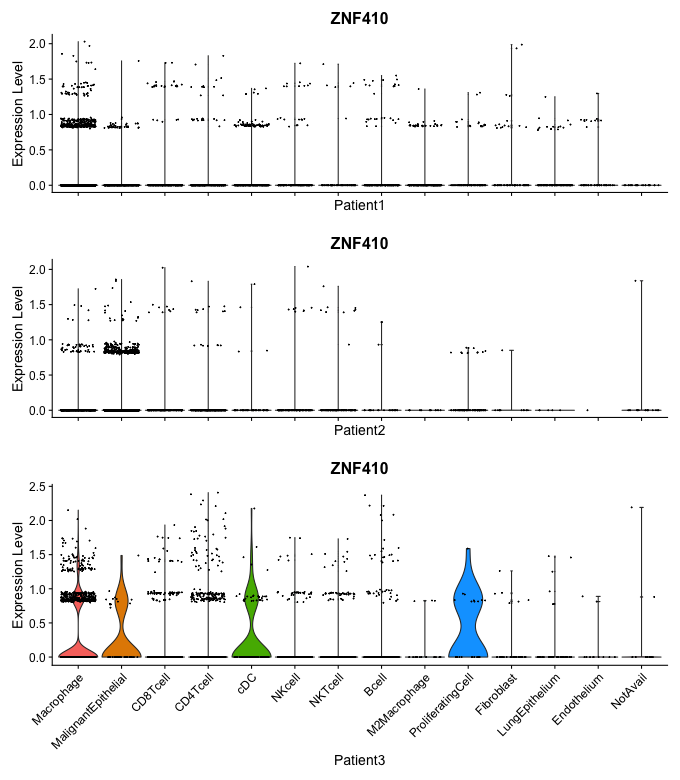 ZNF410
Expression Level
2.0
1.5
1.0
0.5
0.0
Patient1
ZNF410
Expression Level
2.0
1.5
1.0
0.5
0.0
Patient2
ZNF410
Expression Level
2.5
2.0
1.5
1.0
0.5
0.0
Macrophage
MalignantEpithelial
CD8Tcell
CD4Tcell
cDC
NKcell
NKTcell
Bcell
M2Macrophage
ProliferatingCell
Fibroblast
LungEpithelium
Endothelium
NotAvail
Patient3